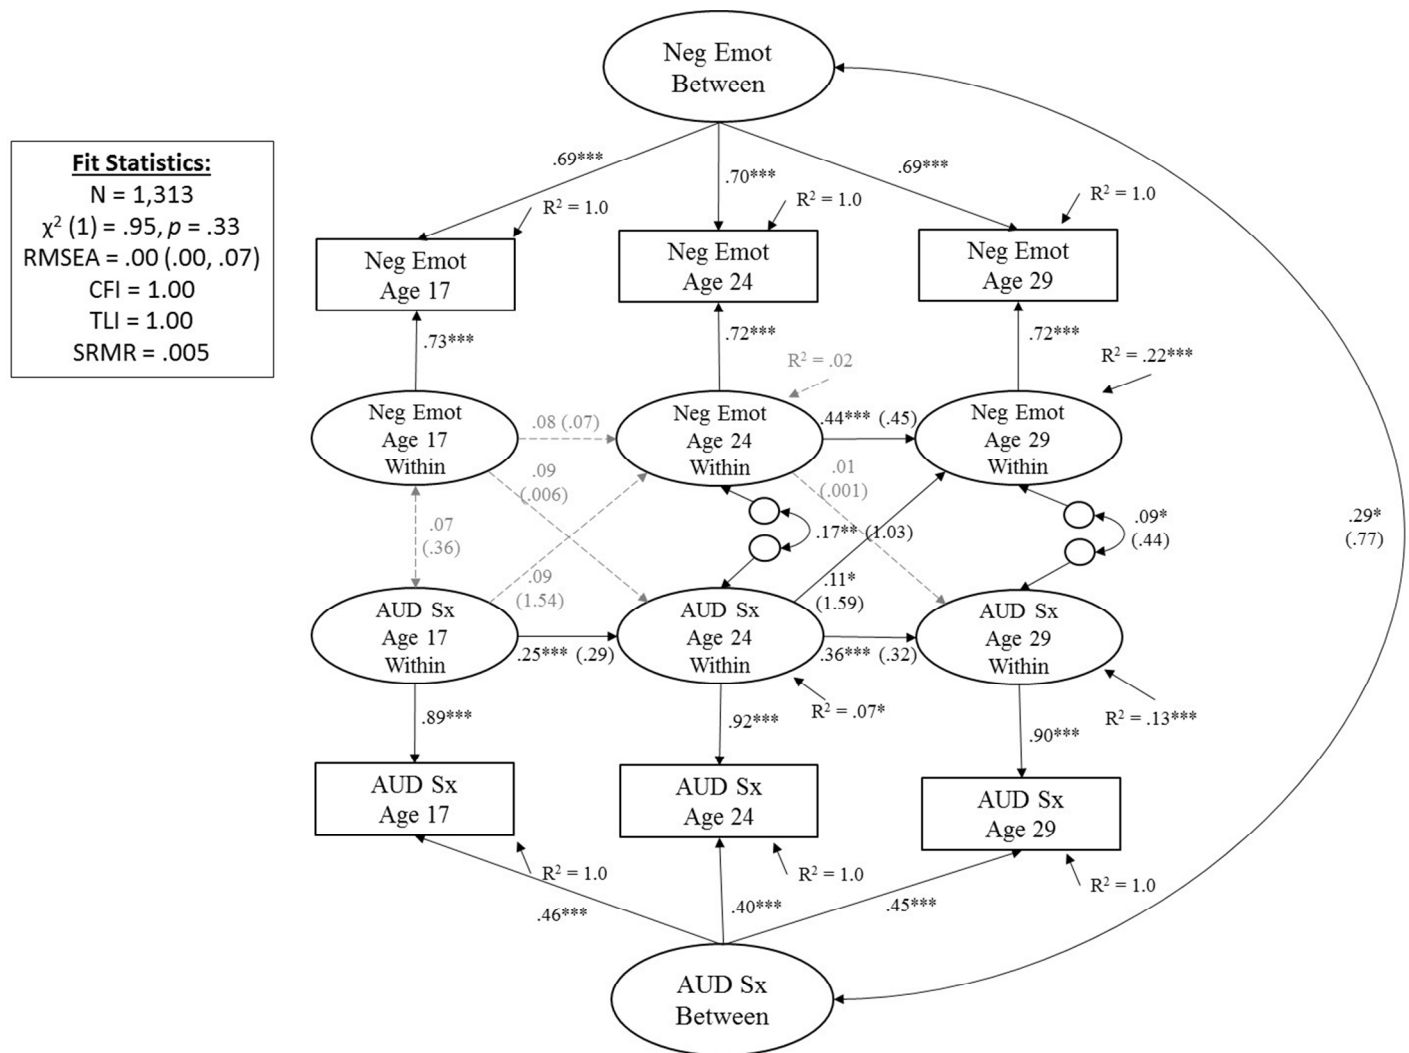 Neg Emot
Between
Fit Statistics:
N = 1,313
χ² (1) = .95, p = .33
RMSEA = .00 (.00, .07)
CFI = 1.00
TLI = 1.00
SRMR = .005
.69***
.70***
.69***
R² = 1.0
R² = 1.0
R² = 1.0
Neg Emot
Age 17
Neg Emot
Age 24
Neg Emot
Age 29
.73***
.72***
.72***
R² = .02
R² = .22***
Neg Emot
Age 17
Within
.08 (.07)
Neg Emot
Age 24
Within
.44*** (.45)
Neg Emot
Age 29
Within
.09
(.006)
.01
(.001)
.07
(.36)
.17** (1.03)
.09*
(.44)
.29*
(.77)
.09
(1.54)
.11*
(1.59)
AUD Sx
Age 17
Within
.25*** (.29)
AUD Sx
Age 24
Within
.36*** (.32)
AUD Sx
Age 29
Within
R² = .07*
R² = .13***
.89***
.92***
.90***
AUD Sx
Age 17
AUD Sx
Age 24
AUD Sx
Age 29
R² = 1.0
R² = 1.0
R² = 1.0
.46***
.40***
.45***
AUD Sx
Between